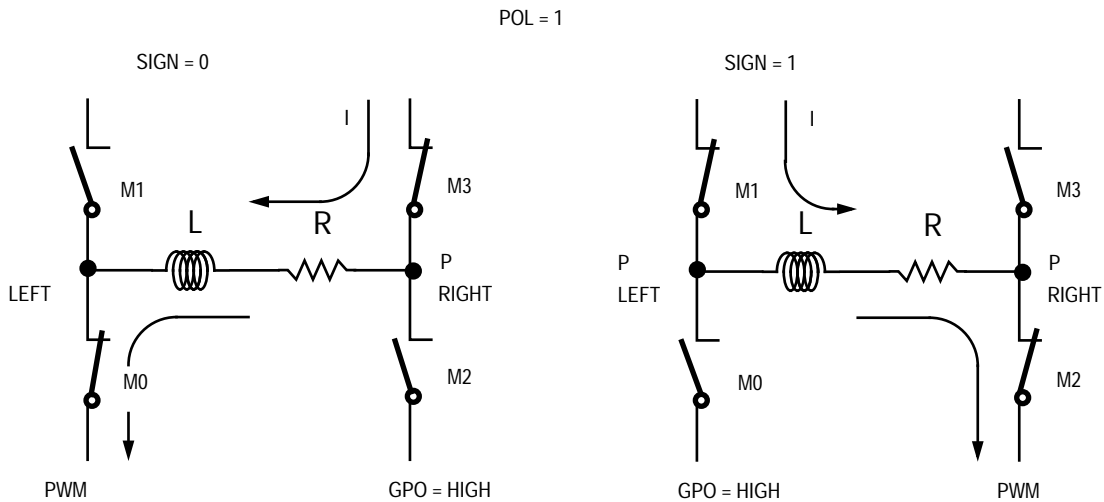 POL = 1
SIGN = 0
I
M1
M3
L
R
P
LEFT
RIGHT
M0
M2
PWM
GPO = HIGH
SIGN = 1
I
M1
M3
L
R
P
P
LEFT
RIGHT
M0
M2
GPO = HIGH
PWM